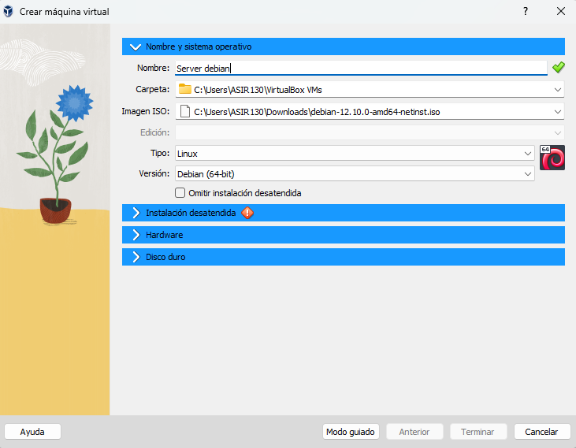 Crear máquina virtual
Nombre y sistema operativo
Nombre: Server debian
Carpeta: C:\Users\ASIR130\VirtualBox VMs
Imagen ISO: C:\Users\ASIR130\Downloads\debian-12.10.0-amd64-netinst.iso
Edición:
Tipo: Linux
64
Versión: Debian (64-bit)
Omitir instalación desatendida
Instalación desatendida
Hardware
Disco duro
Ayuda Modo guiado Anterior Terminar Cancelar